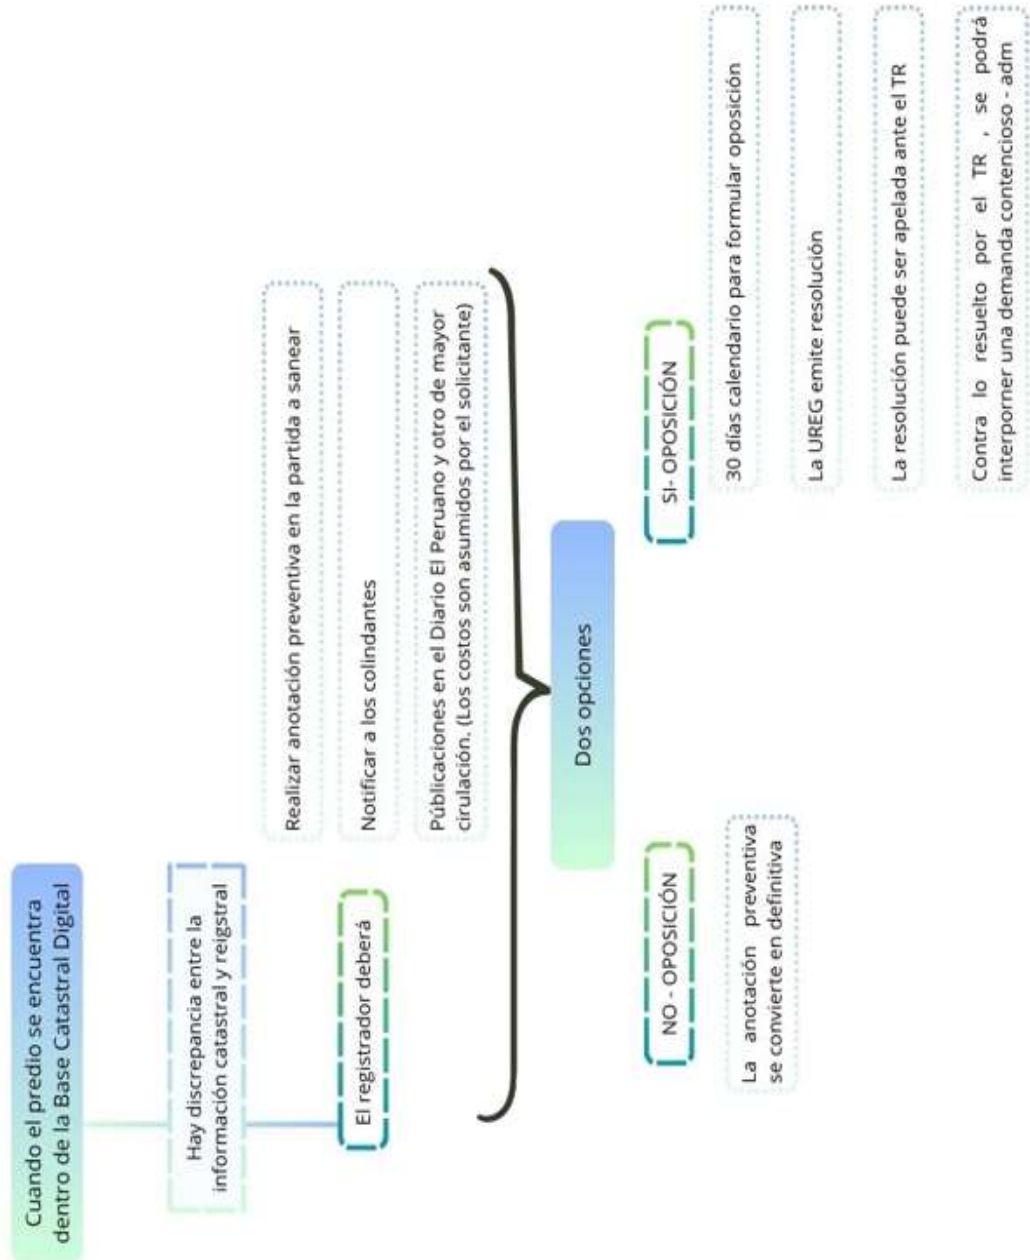 Cuando el predio se encuentra
dentro de la Base Catastral Digital
Hay discrepancia entre la
información catastral y reigstral
El registrador deberá
Realizar anotación preventiva en la partida a sanear
Notificar a los colindantes
Públicaciones en el Diario El Peruano y otro de mayor
cirulación. (Los costos son asumidos por el solicitante)
Dos opciones
NO - OPOSICIÓN
La anotación preventiva
se convierte en definitiva
SI- OPOSICIÓN
30 días calendario para formular oposición
La UREG emite resolución
La resolución puede ser apelada ante el TR
Contra lo resuelto por el TR , se podrá
interporner una demanda contencioso - adm